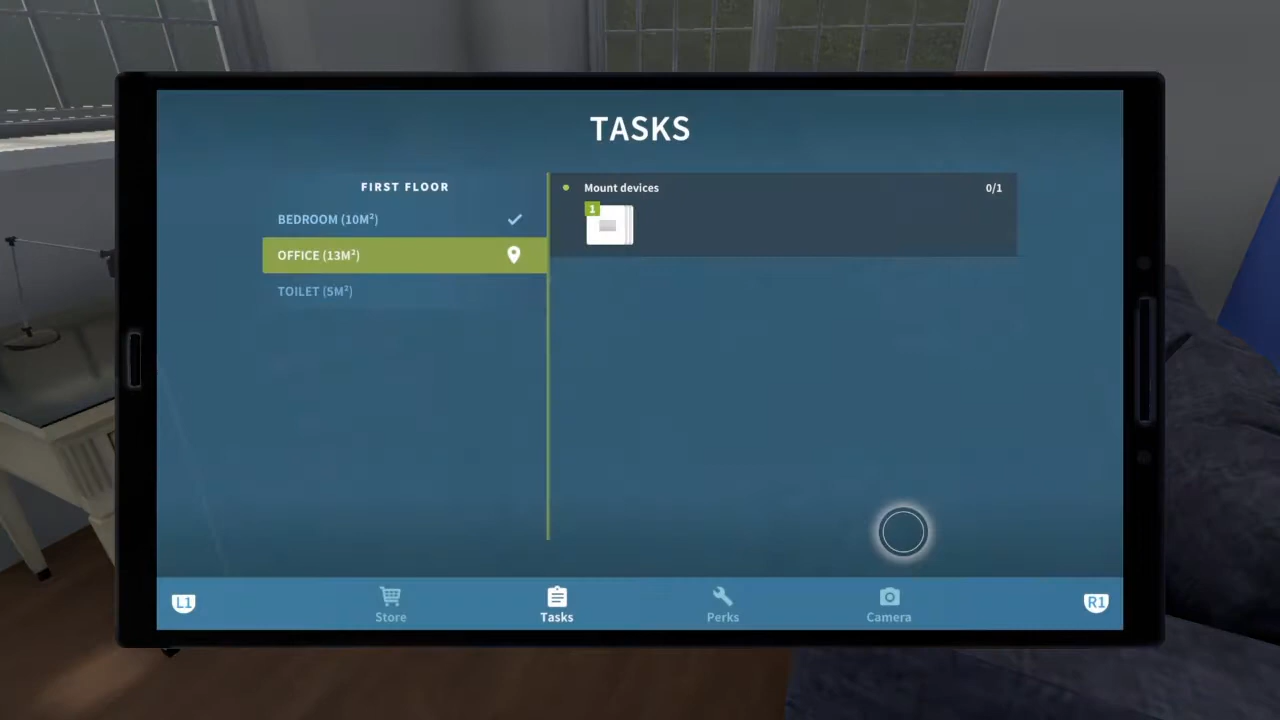 TASKS
FIRST FLOOR
BEDROOM (10M²)
OFFICE (13M²)
TOILET (5M²)
Mount devices 0/1
1
L1
Store
Tasks
Perks
Camera
R1